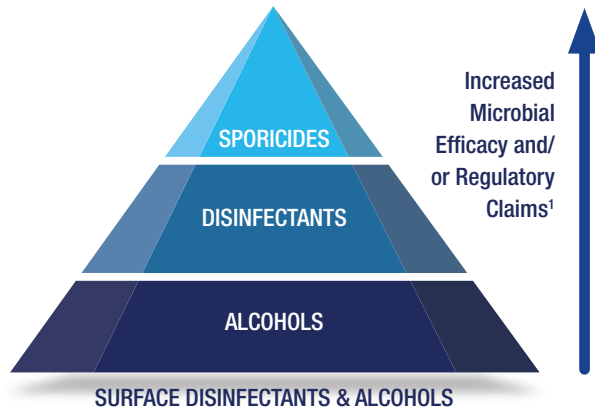 SPORICIDES
DISINFECTANTS
ALCOHOLS
Increased
Microbial
Efficacy and/
or Regulatory
Claims¹
SURFACE DISINFECTANTS & ALCOHOLS